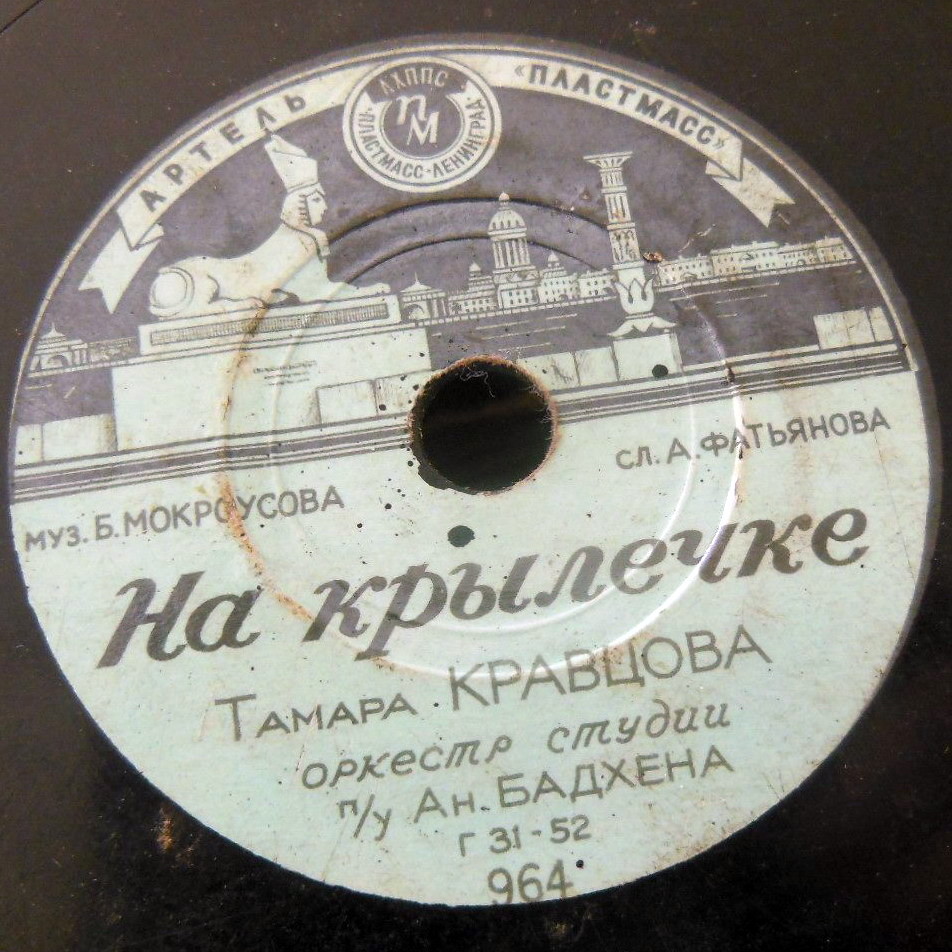 АРТЕЛЬ «ПЛАСТМАСС»
ЛХППС
ПМ
ПЛАСТМАСС-ЛЕНИНГРАД
МУЗ. Б. МОКРОУСОВА
СЛ. А. ФАТЬЯНОВА
На крылечке
ТАМАРА КРАВЦОВА
оркестр студии
п/у АН. БАДХЕНА
Г 31-52
964